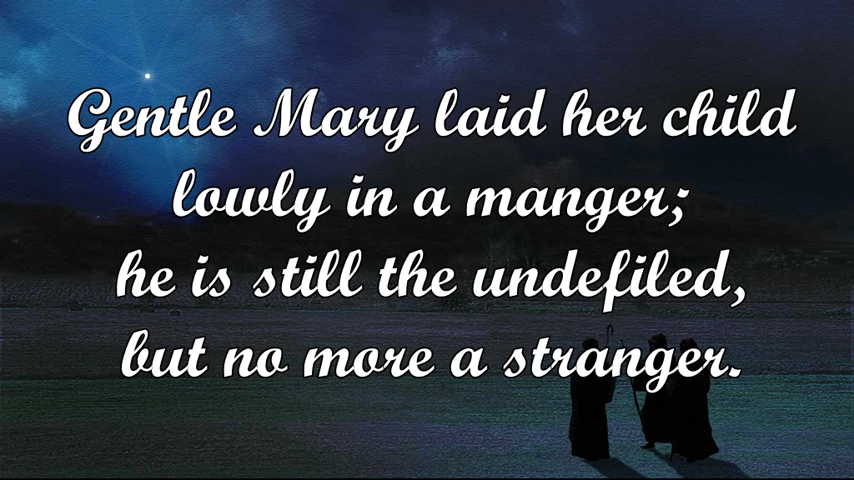 Gentle Mary laid her child
lowly in a manger;
he is still the undefiled,
but no more a stranger.